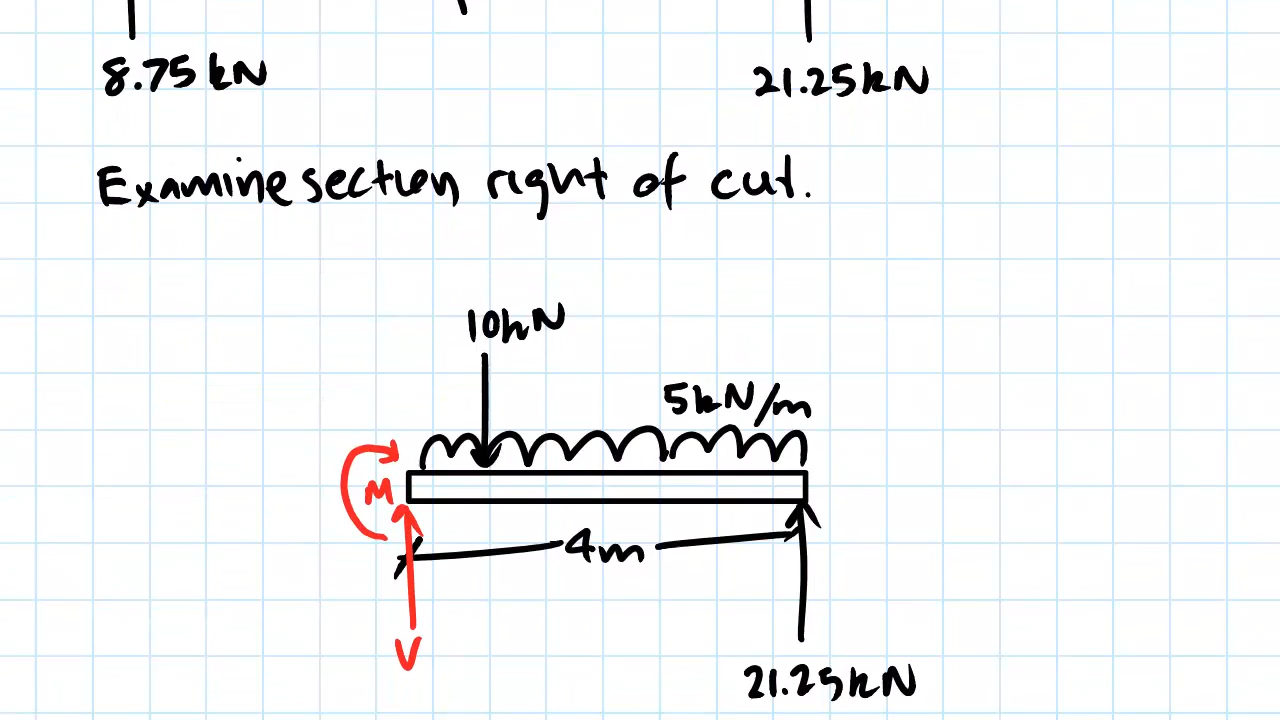 8.75 kN
21.25 kN
Examine section right of cut.
10 kN
5 kN/m
M
4m
V
21.25 kN